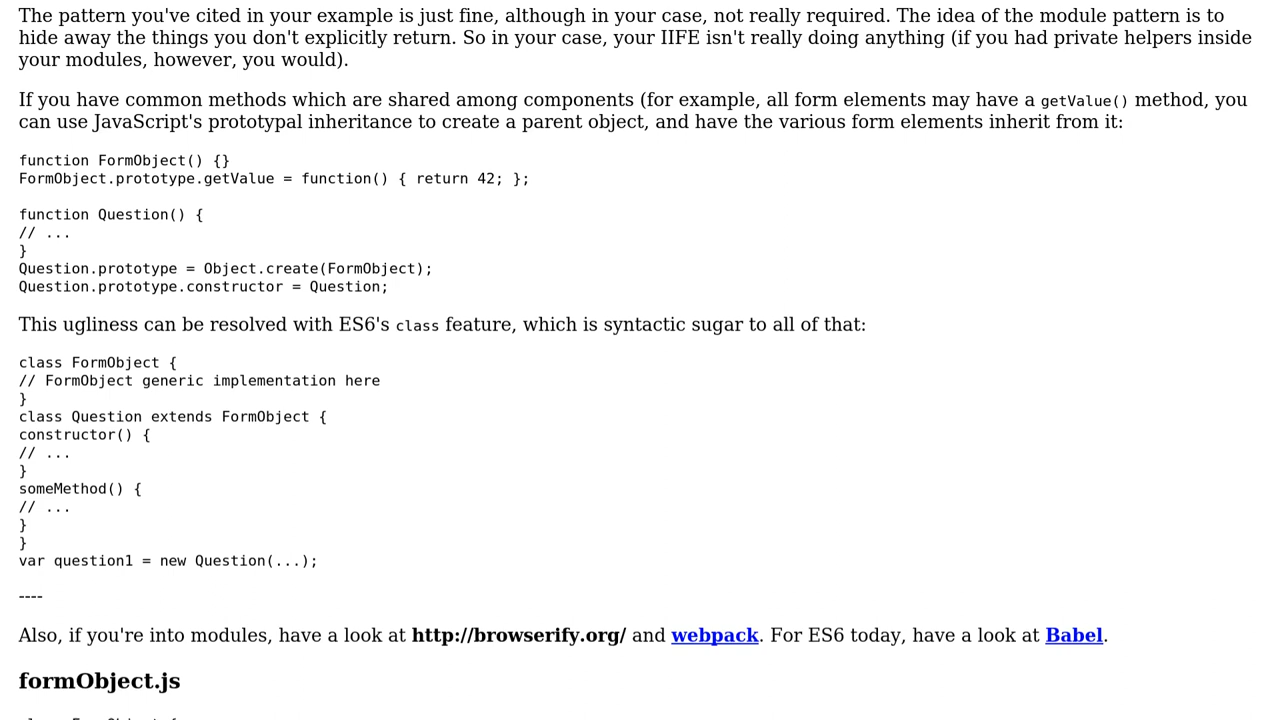 The pattern you've cited in your example is just fine, although in your case, not really required. The idea of the module pattern is to
hide away the things you don't explicitly return. So in your case, your IIFE isn't really doing anything (if you had private helpers inside
your modules, however, you would).
If you have common methods which are shared among components (for example, all form elements may have a getValue() method, you
can use JavaScript's prototypal inheritance to create a parent object, and have the various form elements inherit from it:
function FormObject() {}
FormObject.prototype.getValue = function() { return 42; };
function Question() {
// ...
}
Question.prototype = Object.create(FormObject);
Question.prototype.constructor = Question;
This ugliness can be resolved with ES6's class feature, which is syntactic sugar to all of that:
class FormObject {
// FormObject generic implementation here
}
class Question extends FormObject {
constructor() {
// ...
}
someMethod() {
// ...
}
}
var question1 = new Question(...);
----
Also, if you're into modules, have a look at http://browserify.org/ and webpack. For ES6 today, have a look at Babel.
formObject.js